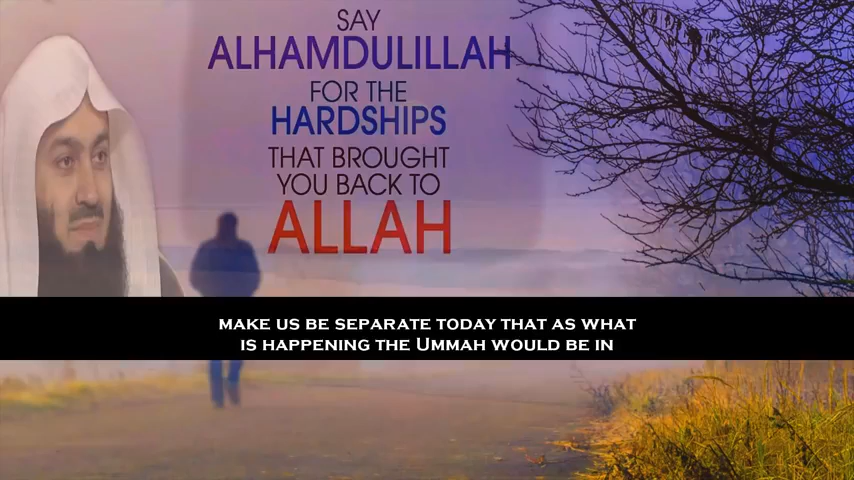 SAY
ALHAMDULILLAH
FOR THE
HARDSHIPS
THAT BROUGHT
YOU BACK TO
ALLAH
MAKE US BE SEPARATE TODAY THAT AS WHAT
IS HAPPENING THE UMMAH WOULD BE IN